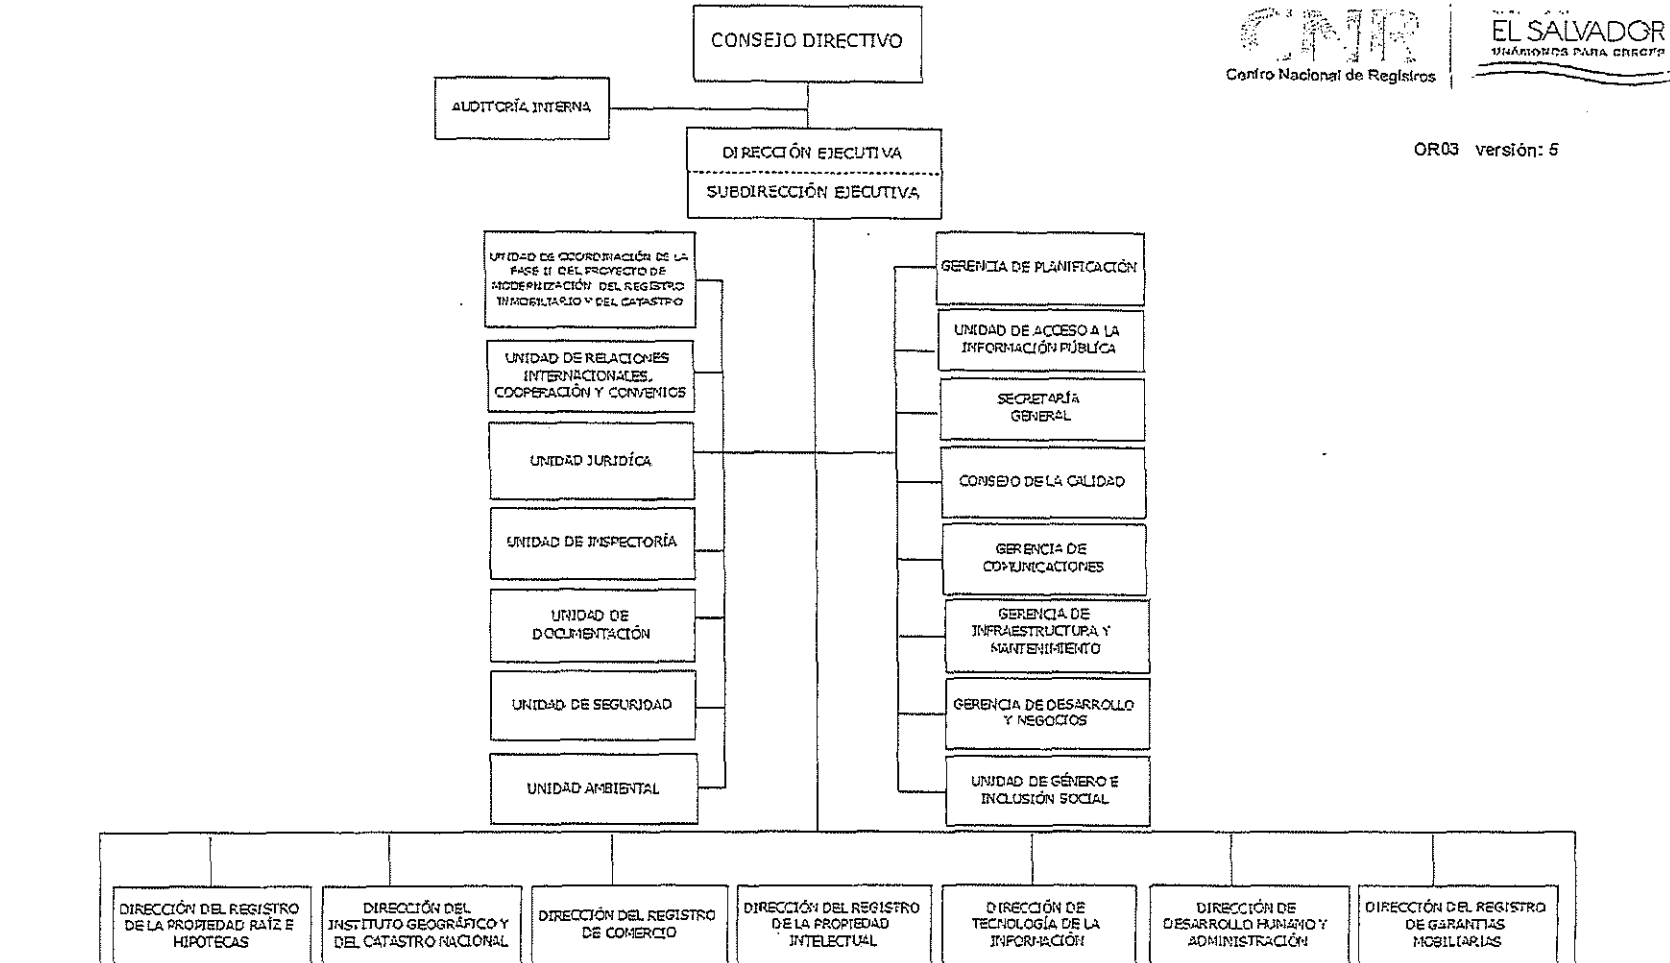 CONSEJO DIRECTIVO
CNR
Centro Nacional de Registros
EL SALVADOR
UNÁMONOS PARA CRECER
AUDITORÍA INTERNA
OR03 versión: 5
DIRECCIÓN EJECUTIVA
SUBDIRECCIÓN EJECUTIVA
UNIDAD DE COORDINACIÓN DE LA
FASE II DEL PROYECTO DE
MODERNIZACIÓN DEL REGISTRO
INMOBILIARIO Y DEL CATASTRO
UNIDAD DE RELACIONES
INTERNACIONALES,
COOPERACIÓN Y CONVENIOS
UNIDAD JURIDÍCA
UNIDAD DE INSPECTORÍA
UNIDAD DE
DOCUMENTACIÓN
UNIDAD DE SEGURIDAD
UNIDAD AMBIENTAL
GERENCIA DE PLANIFICACIÓN
UNIDAD DE ACCESO A LA
INFORMACIÓN PÚBLICA
SECRETARÍA
GENERAL
CONSEJO DE LA CALIDAD
GERENCIA DE
COMUNICACIONES
GERENCIA DE
INFRAESTRUCTURA Y
MANTENIMIENTO
GERENCIA DE DESARROLLO
Y NEGOCIOS
UNIDAD DE GÉNERO E
INCLUSIÓN SOCIAL
DIRECCIÓN DEL REGISTRO
DE LA PROPIEDAD RAÍZ E
HIPOTECAS
DIRECCIÓN DEL
INSTITUTO GEOGRÁFICO Y
DEL CATASTRO NACIONAL
DIRECCIÓN DEL REGISTRO
DE COMERCIO
DIRECCIÓN DEL REGISTRO
DE LA PROPIEDAD
INTELECTUAL
DIRECCIÓN DE
TECNOLOGÍA DE LA
INFORMACIÓN
DIRECCIÓN DE
DESARROLLO HUMANO Y
ADMINISTRACIÓN
DIRECCIÓN DEL REGISTRO
DE GARANTIAS
MOBILIARIAS